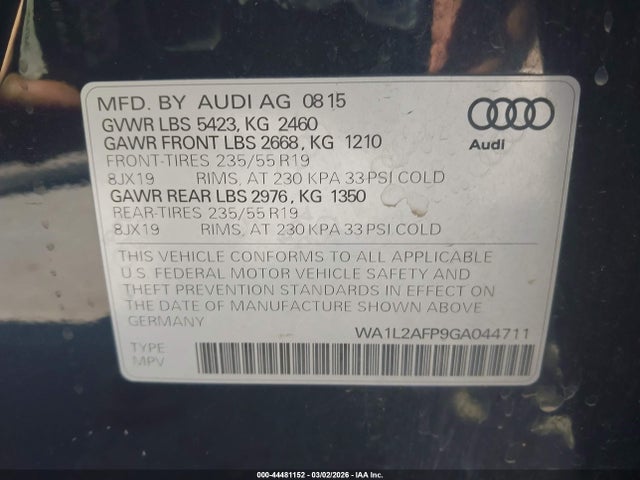 MFD. BY AUDI AG 08 15
GVWR LBS 5423, KG 2460
GAWR FRONT LBS 2668, KG 1210
FRONT-TIRES 235/55 R19
8JX19 RIMS, AT 230 KPA 33 PSI COLD
GAWR REAR LBS 2976, KG 1350
REAR-TIRES 235/55 R19
8JX19 RIMS, AT 230 KPA 33 PSI COLD
Audi
THIS VEHICLE CONFORMS TO ALL APPLICABLE
U.S. FEDERAL MOTOR VEHICLE SAFETY AND
THEFT PREVENTION STANDARDS IN EFFECT ON
THE DATE OF MANUFACTURE SHOWN ABOVE.
GERMANY
WA1L2AFP9GA044711
TYPE
MPV
000-44481152 - 03/02/2026 - IAA Inc.